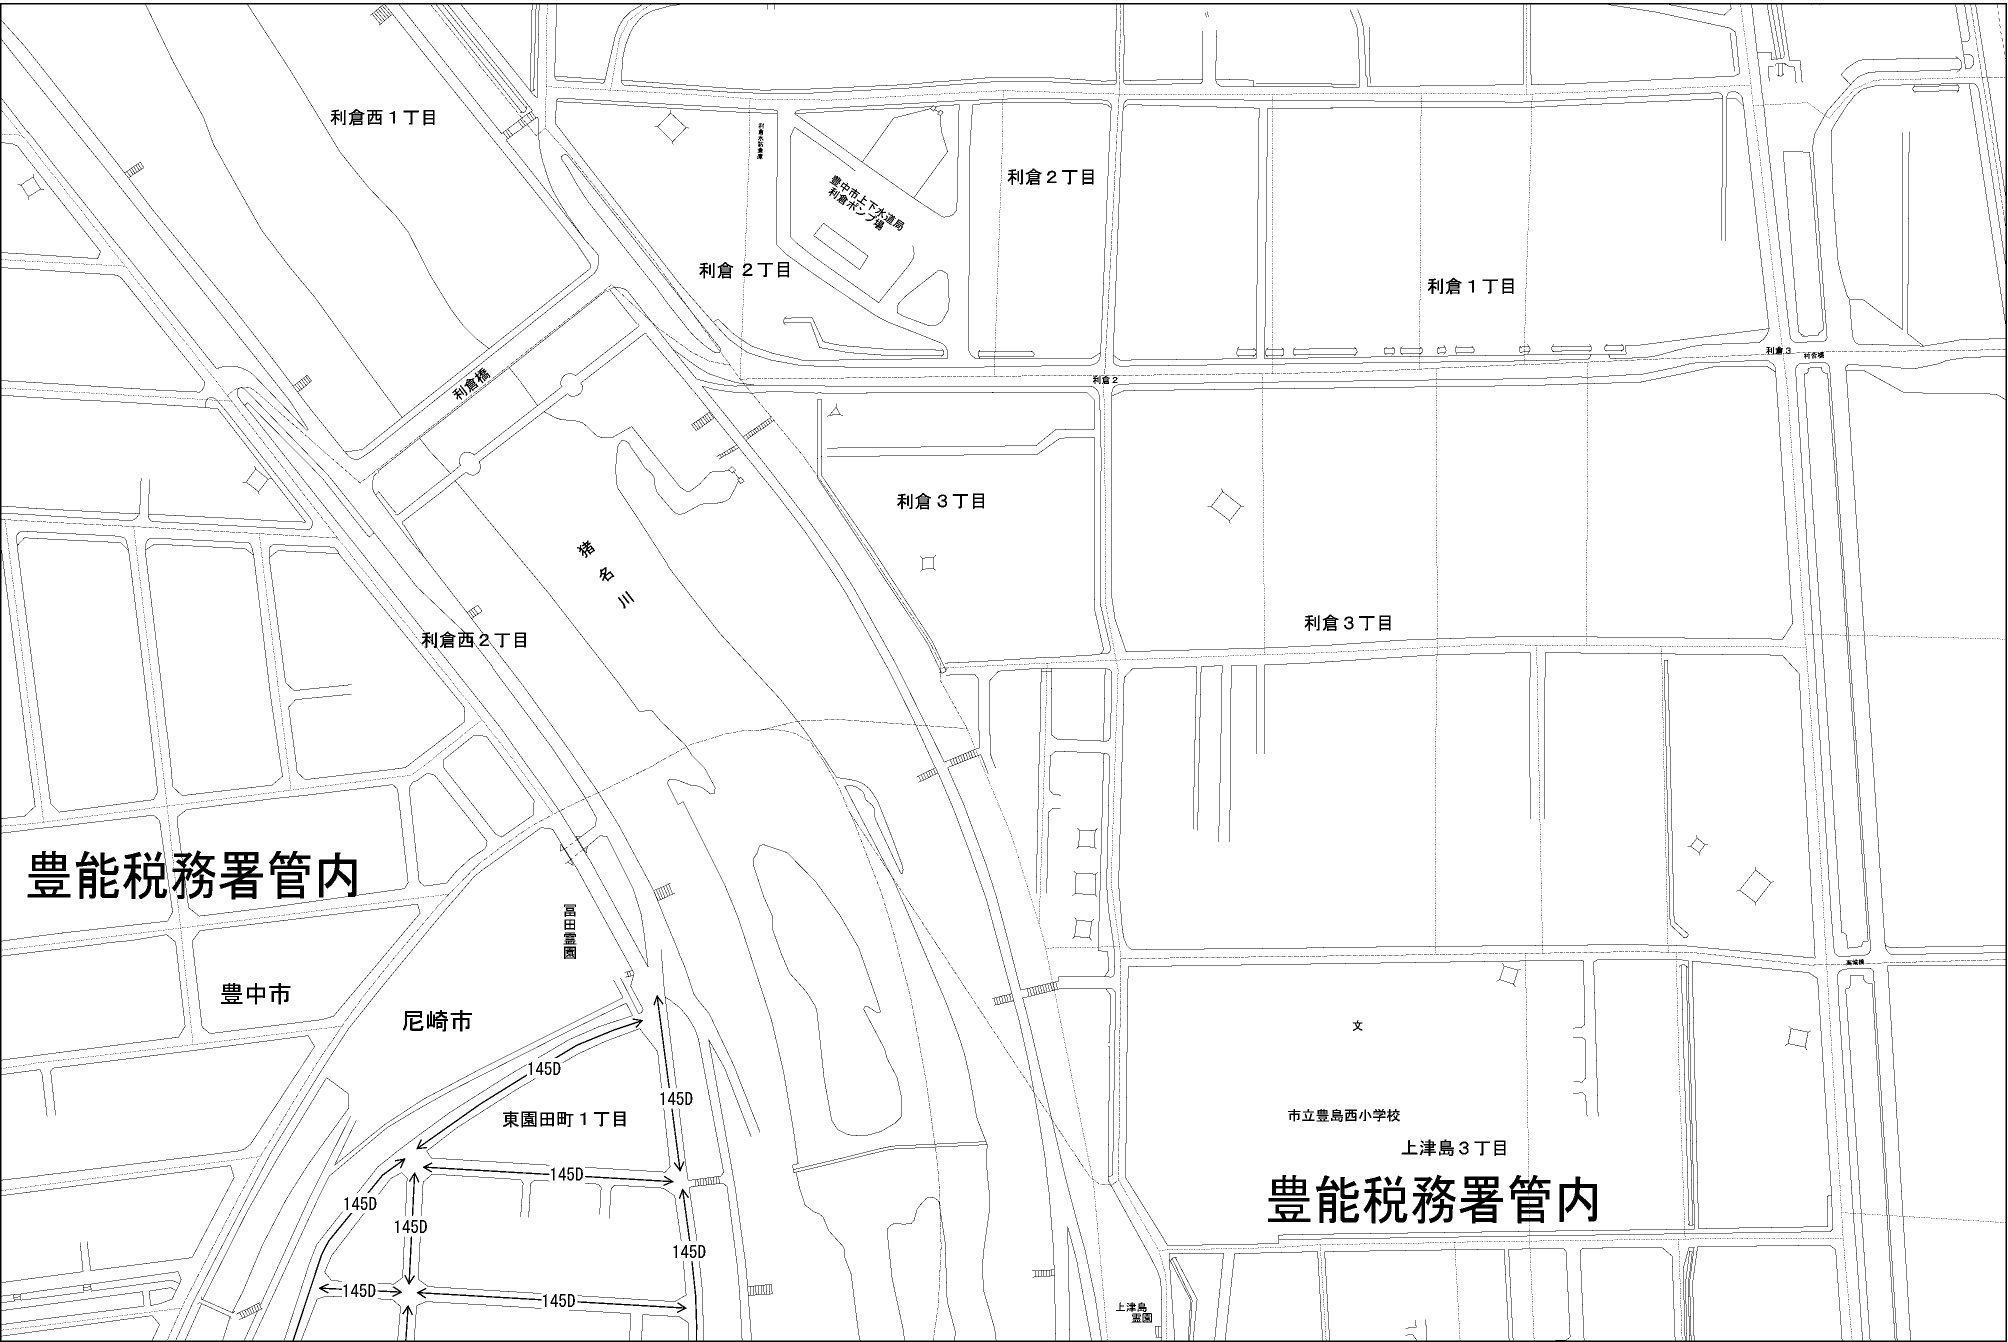 利倉西１丁目
利倉水防倉庫
豊中市上下水道局
利倉ポンプ場
利倉２丁目
利倉２丁目
利倉１丁目
利倉３
利倉橋
利倉２
利倉３丁目
猪名川
利倉３丁目
利倉西２丁目
豊能税務署管内
冨田霊園
豊中市
尼崎市
文
145D
145D
東園田町１丁目
市立豊島西小学校
上津島３丁目
145D
豊能税務署管内
145D
145D
145D
145D
145D
上津島
霊園